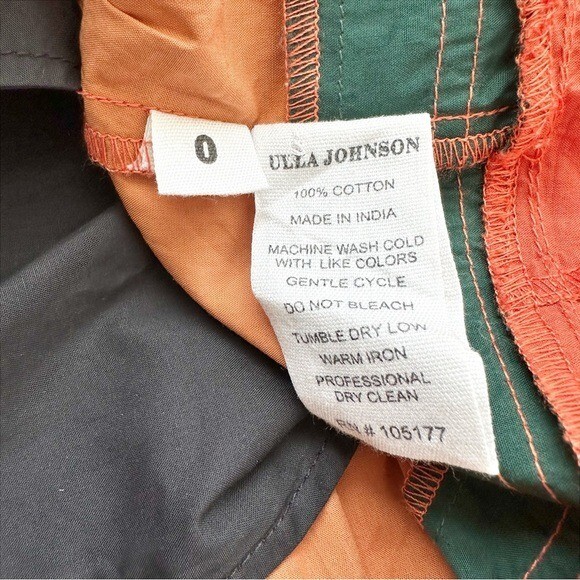 0
ULLA JOHNSON
100% COTTON
MADE IN INDIA
MACHINE WASH COLD
WITH LIKE COLORS
GENTLE CYCLE
DO NOT BLEACH
TUMBLE DRY LOW
WARM IRON
PROFESSIONAL
DRY CLEAN
RN # 105177